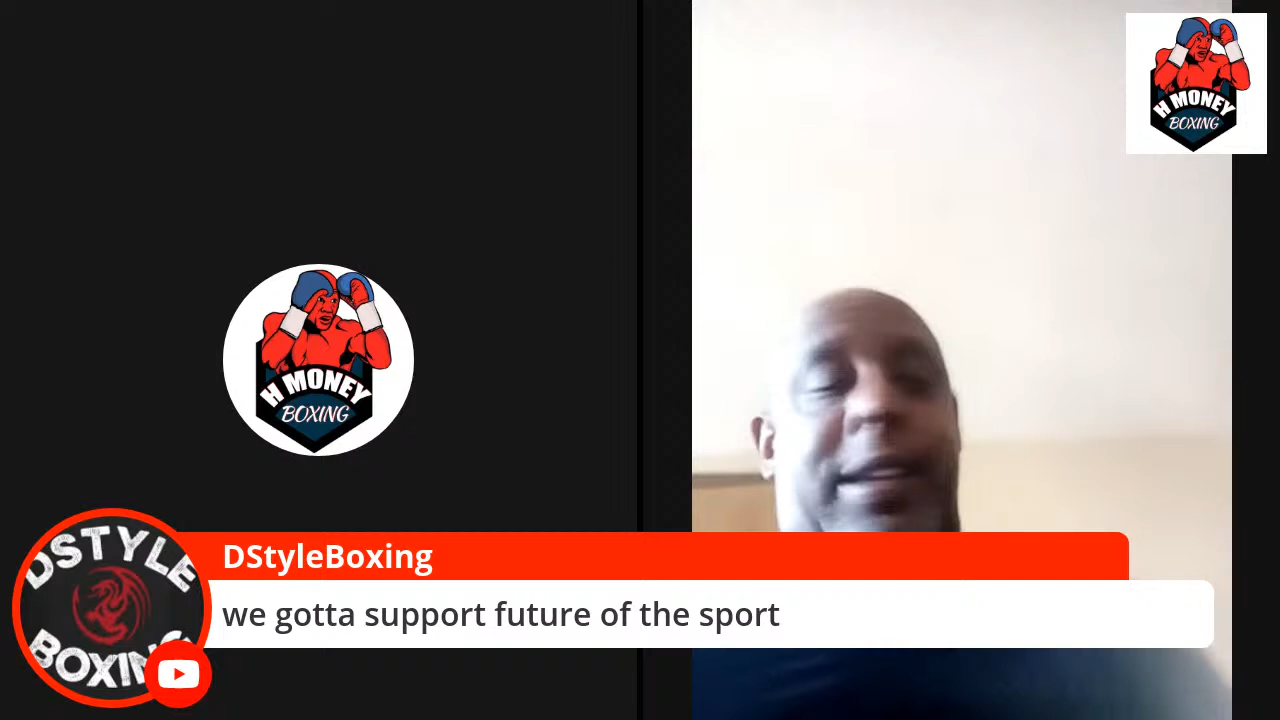 H MONEY
BOXING
H MONEY
BOXING
DSTYLE
BOXING
DStyleBoxing
we gotta support future of the sport